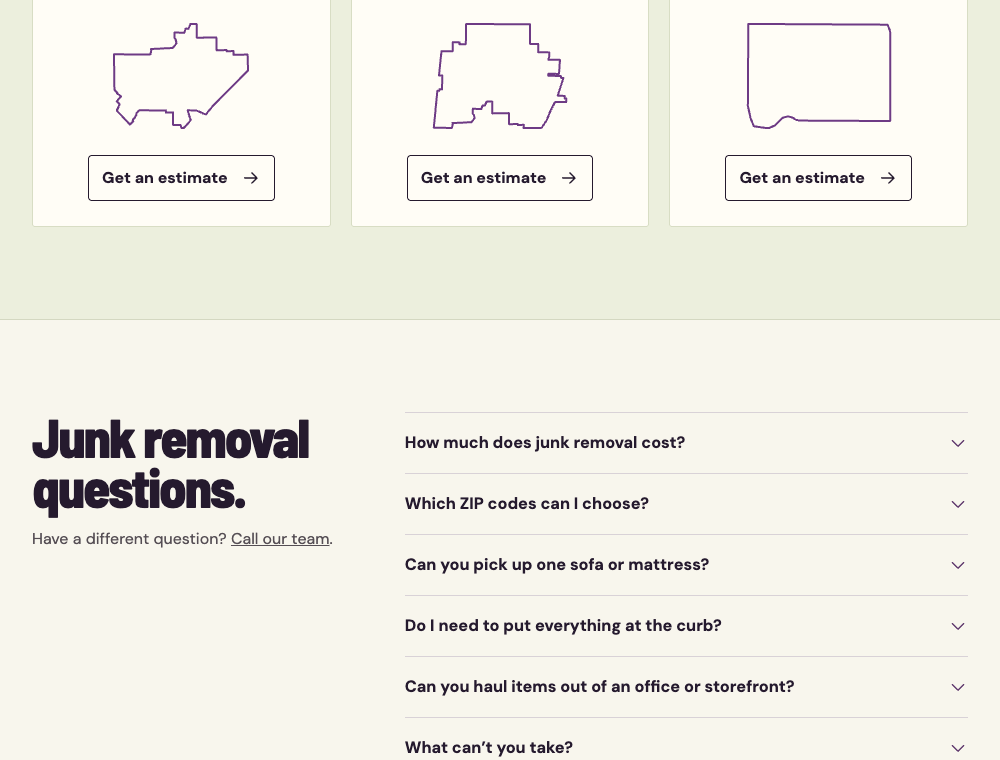 Get an estimate
Get an estimate
Get an estimate
Junk removal
questions.
Have a different question? Call our team.
How much does junk removal cost?
Which ZIP codes can I choose?
Can you pick up one sofa or mattress?
Do I need to put everything at the curb?
Can you haul items out of an office or storefront?
What can’t you take?